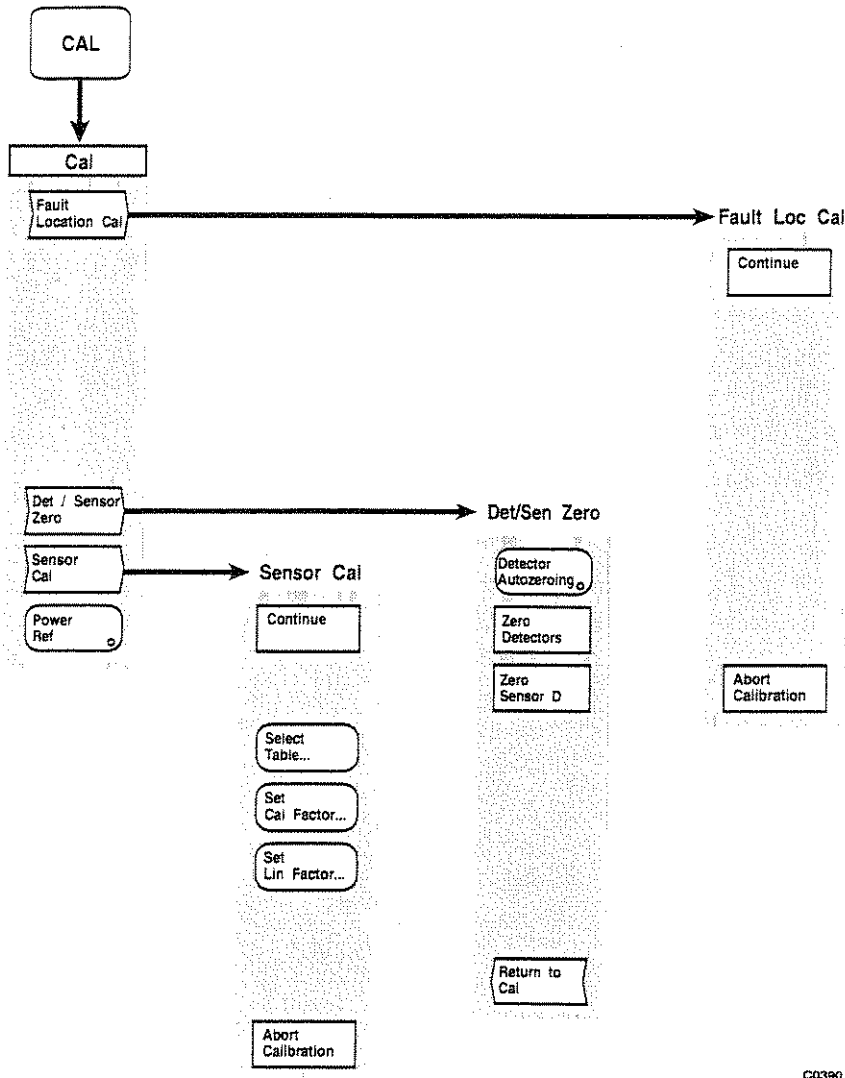 CAL
Cal
Fault
Location Cal
Fault Loc Cal
Continue
Det / Sensor
Zero
Det/Sen Zero
Sensor
Cal
Sensor Cal
Detector
Autozeroing
Power
Ref
Continue
Zero
Detectors
Zero
Sensor D
Abort
Calibration
Select
Table...
Set
Cal Factor...
Set
Lin Factor...
Return to
Cal
Abort
Calibration
C0390